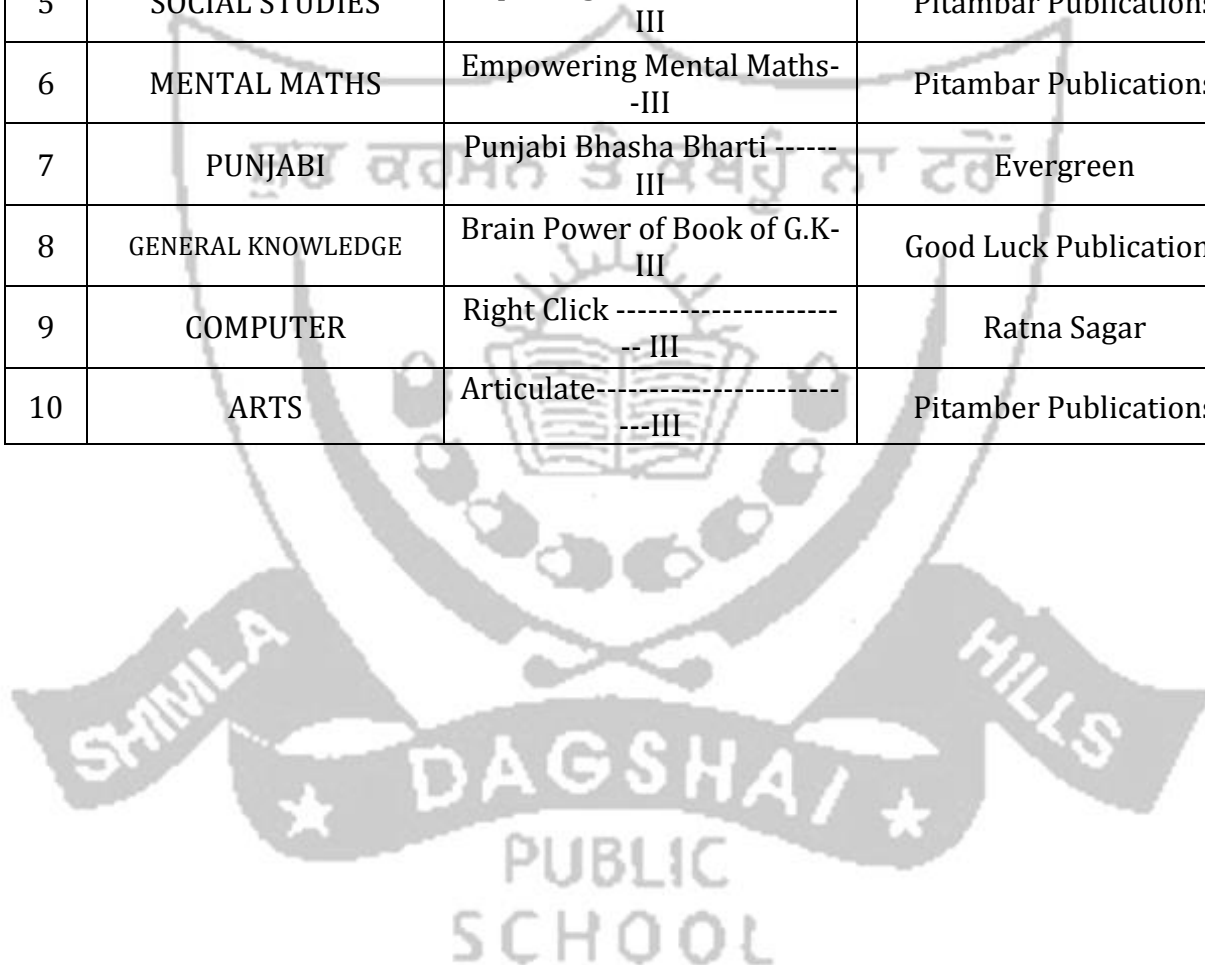 5 SOCIAL STUDIES III Pitambar Publications
6 MENTAL MATHS Empowering Mental Maths-
-III Pitambar Publications
7 PUNJABI Punjabi Bhasha Bharti ------
III Evergreen
8 GENERAL KNOWLEDGE Brain Power of Book of G.K-
III Good Luck Publication
9 COMPUTER Right Click ---------------------
-- III Ratna Sagar
10 ARTS Articulate-----------------------
---III Pitamber Publications
SHIMLA HILLS
DAGSHAI
PUBLIC
SCHOOL